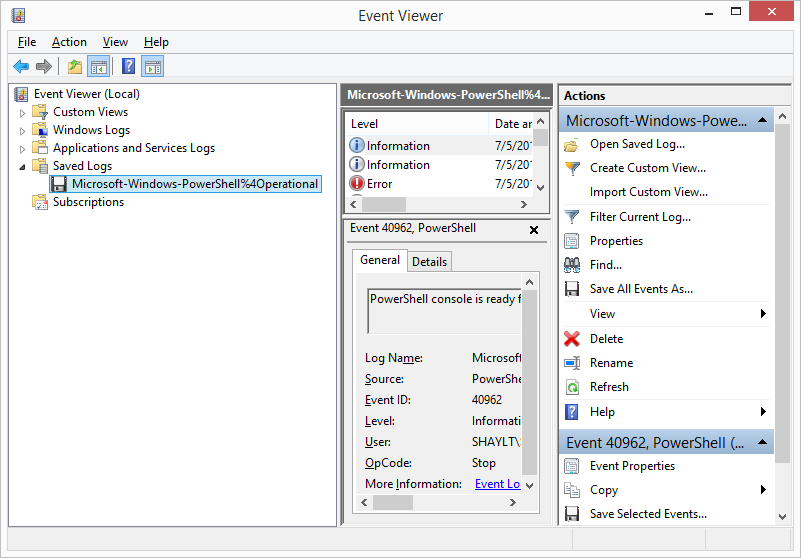 Event Viewer
File Action View Help
Event Viewer (Local)
Custom Views
Windows Logs
Applications and Services Logs
Saved Logs
Microsoft-Windows-PowerShell%4Operational
Subscriptions
Microsoft-Windows-PowerShell%4...
Level Date an
Information 7/5/201
Information 7/5/201
Error 7/5/201
Event 40962, PowerShell
General Details
PowerShell console is ready f
Log Name: Microsoft
Source: PowerShe
Event ID: 40962
Level: Informati
User: SHAYLT\
OpCode: Stop
More Information: Event Lo
Actions
Microsoft-Windows-Powe...
Open Saved Log...
Create Custom View...
Import Custom View...
Filter Current Log...
Properties
Find...
Save All Events As...
View
Delete
Rename
Refresh
Help
Event 40962, PowerShell (...
Event Properties
Copy
Save Selected Events...